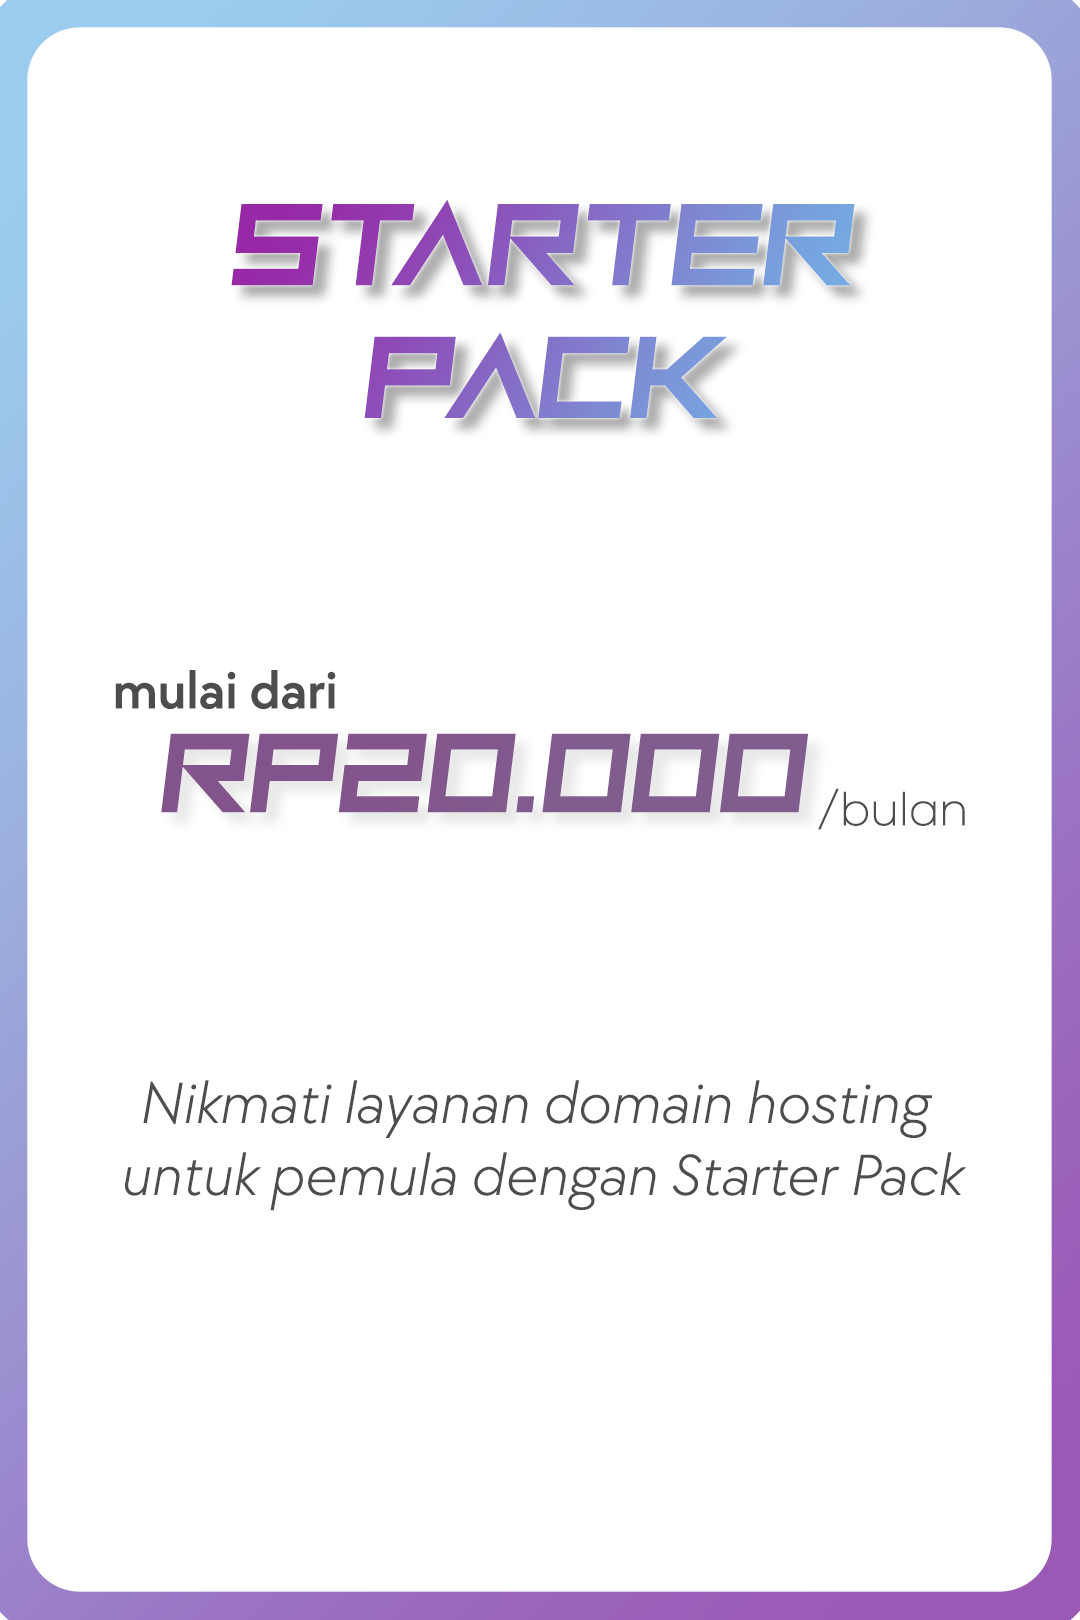 STARTER
PACK
mulai dari
RP20.000 /bulan
Nikmati layanan domain hosting
untuk pemula dengan Starter Pack